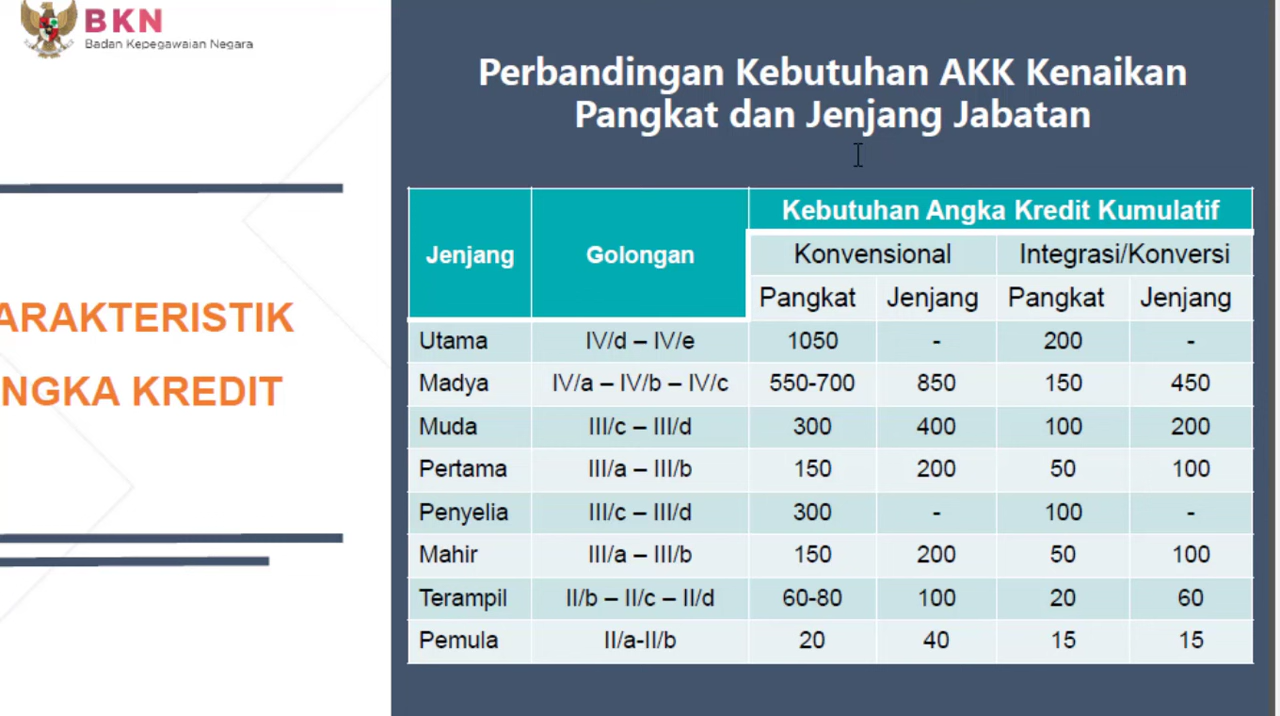 BKN
Badan Kepegawaian Negara
ARAKTERISTIK
NGKA KREDIT
Perbandingan Kebutuhan AKK Kenaikan
Pangkat dan Jenjang Jabatan
Jenjang Golongan Kebutuhan Angka Kredit Kumulatif
Konvensional Integrasi/Konversi
Pangkat Jenjang Pangkat Jenjang
Utama IV/d – IV/e 1050 - 200 -
Madya IV/a – IV/b – IV/c 550-700 850 150 450
Muda III/c – III/d 300 400 100 200
Pertama III/a – III/b 150 200 50 100
Penyelia III/c – III/d 300 - 100 -
Mahir III/a – III/b 150 200 50 100
Terampil II/b – II/c – II/d 60-80 100 20 60
Pemula II/a-II/b 20 40 15 15